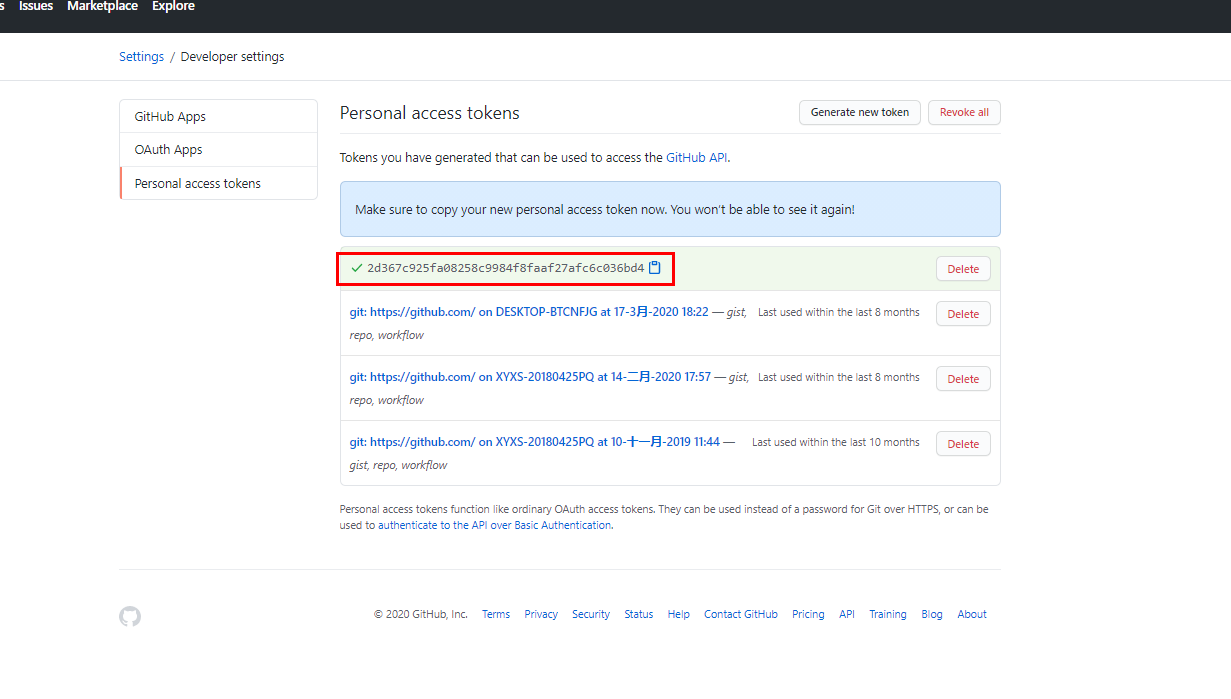 s Issues Marketplace Explore
Settings / Developer settings
GitHub Apps
OAuth Apps
Personal access tokens
Personal access tokens
Generate new token
Revoke all
Tokens you have generated that can be used to access the GitHub API.
Make sure to copy your new personal access token now. You won’t be able to see it again!
2d367c925fa08258c9984f8faaf27afc6c036bd4
Delete
git: https://github.com/ on DESKTOP-BTCNFJG at 17-3月-2020 18:22 — gist, Last used within the last 8 months
Delete
repo, workflow
git: https://github.com/ on XYXS-20180425PQ at 14-二月-2020 17:57 — gist, Last used within the last 8 months
Delete
repo, workflow
git: https://github.com/ on XYXS-20180425PQ at 10-十一月-2019 11:44 — Last used within the last 10 months
Delete
gist, repo, workflow
Personal access tokens function like ordinary OAuth access tokens. They can be used instead of a password for Git over HTTPS, or can be
used to authenticate to the API over Basic Authentication.
© 2020 GitHub, Inc. Terms Privacy Security Status Help Contact GitHub Pricing API Training Blog About